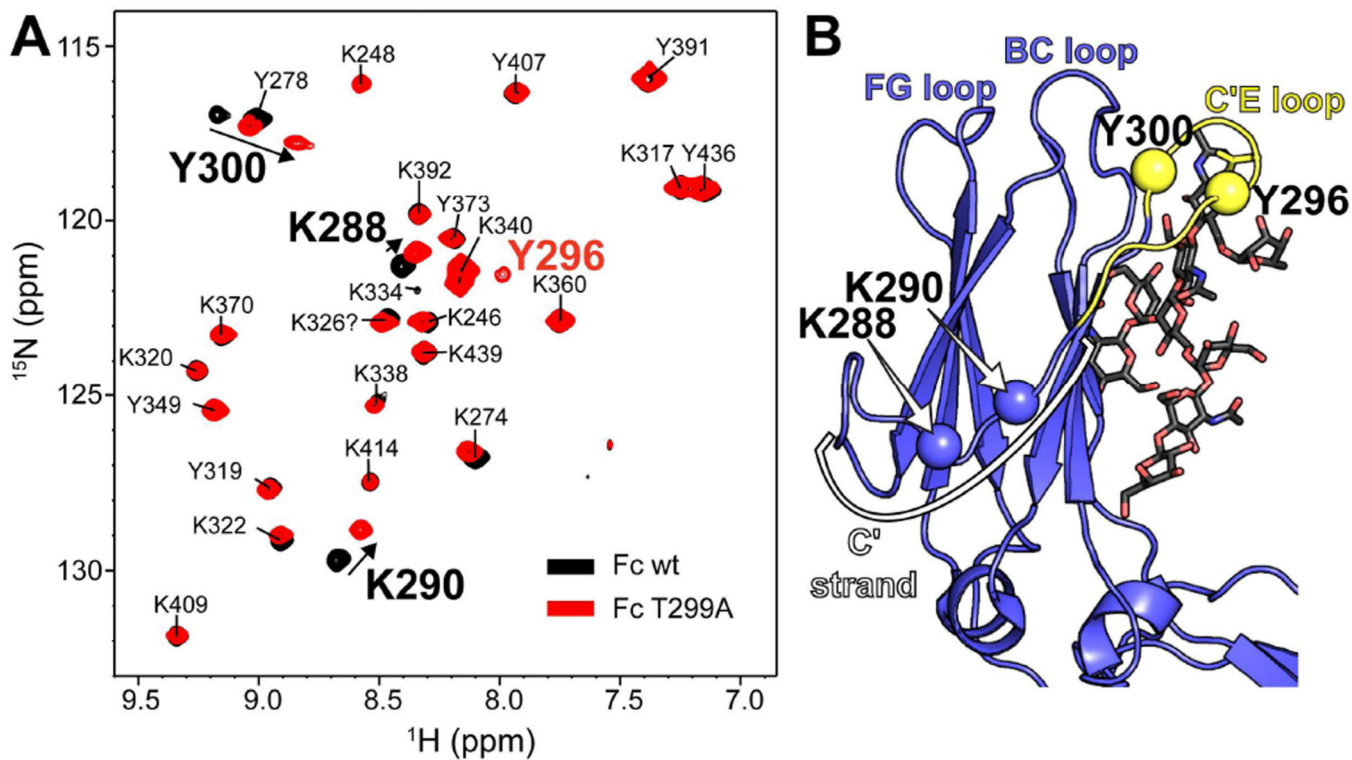 A
115
120
125
130
15N (ppm)
9.5
9.0
8.5
8.0
7.5
7.0
1H (ppm)
K248
Y407
Y391
Y278
Y300
K392
K317
Y436
K288
Y373
K340
Y296
K334
K360
K370
K326?
K246
K439
K320
K338
Y349
K274
K414
Y319
K322
K290
K409
Fc wt
Fc T299A
B
BC loop
FG loop
C'E loop
Y300
Y296
K290
K288
C'
strand